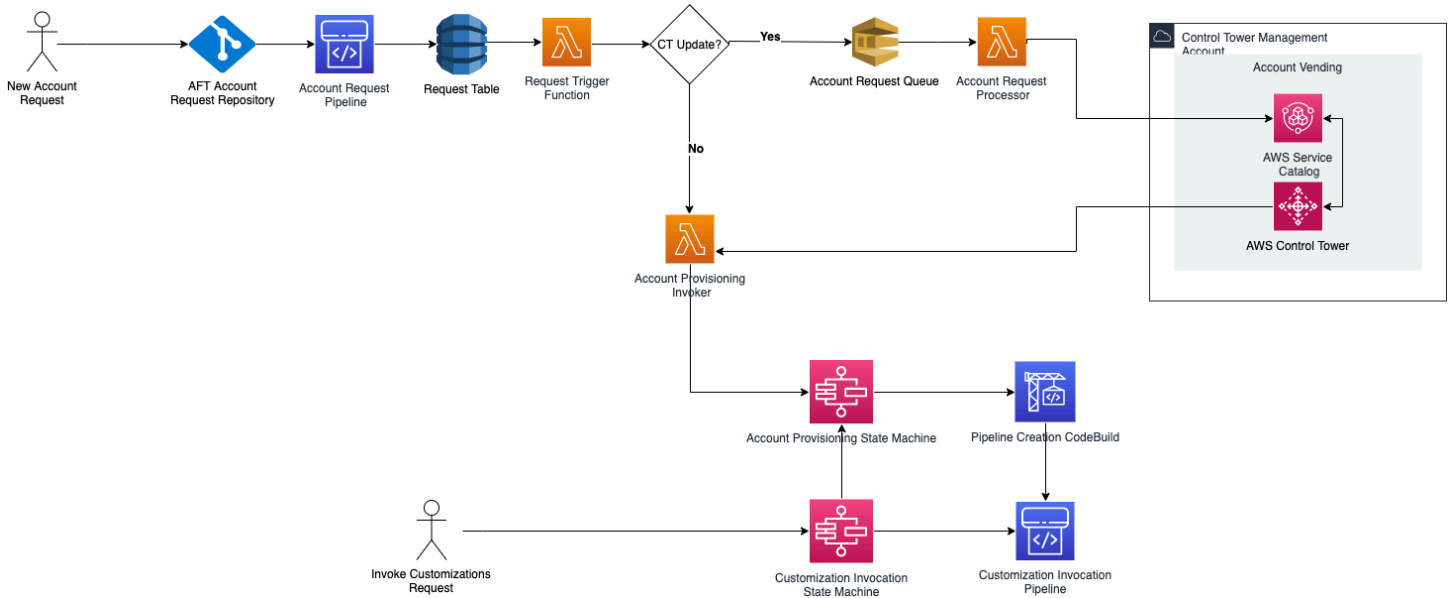 New Account
Request
AFT Account
Request Repository
Account Request
Pipeline
Request Table
Request Trigger
Function
CT Update?
Yes
Account Request Queue
Account Request
Processor
Control Tower Management
Account
Account Vending
AWS Service
Catalog
AWS Control Tower
No
Account Provisioning
Invoker
Account Provisioning State Machine
Pipeline Creation CodeBuild
Invoke Customizations
Request
Customization Invocation
State Machine
Customization Invocation
Pipeline